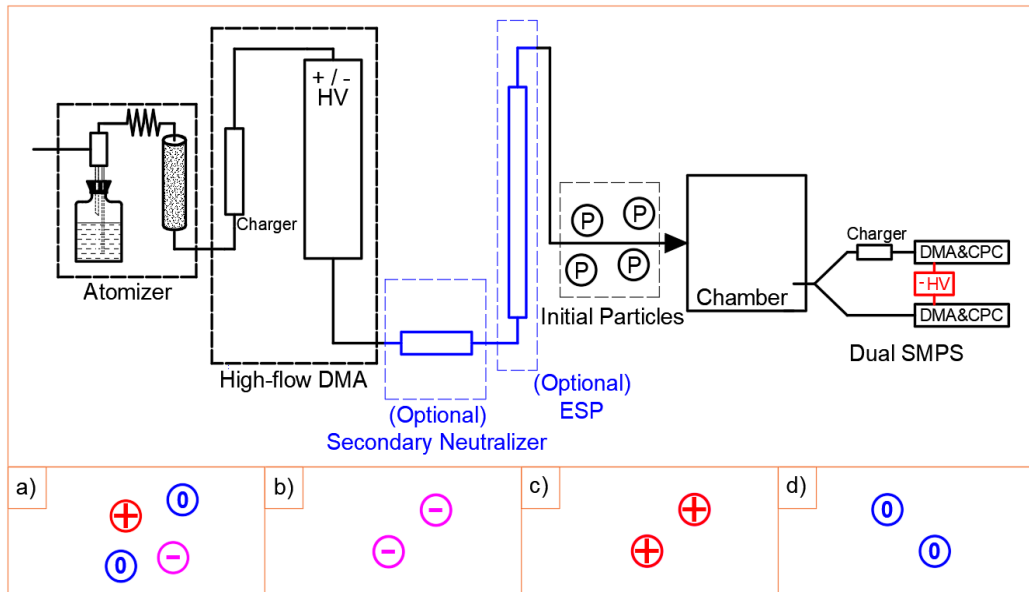 + / -
HV
Atomizer
Charger
High-flow DMA
(Optional)
Secondary Neutralizer
(Optional)
ESP
P
P
P
P
Initial Particles
Chamber
Charger
DMA&CPC
-HV
DMA&CPC
Dual SMPS
a)
+
0
0
-
b)
-
-
c)
+
+
d)
0
0